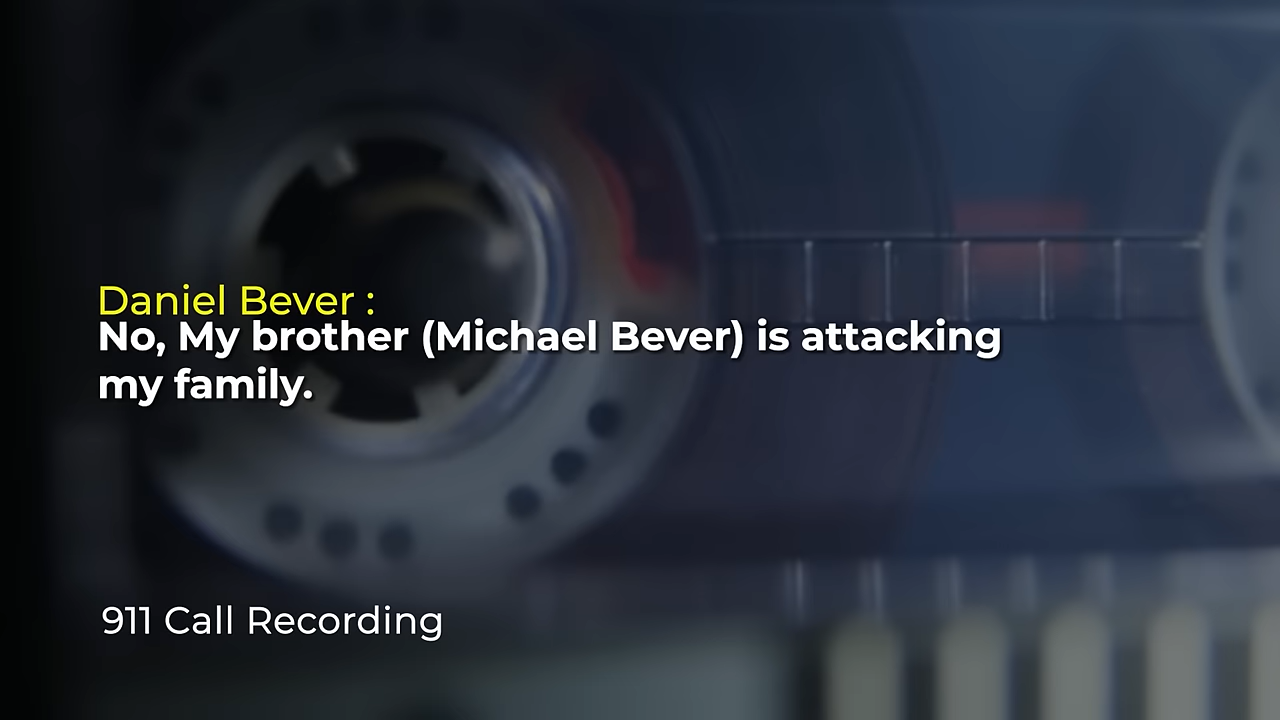 Daniel Bever :
No, My brother (Michael Bever) is attacking
my family.
911 Call Recording